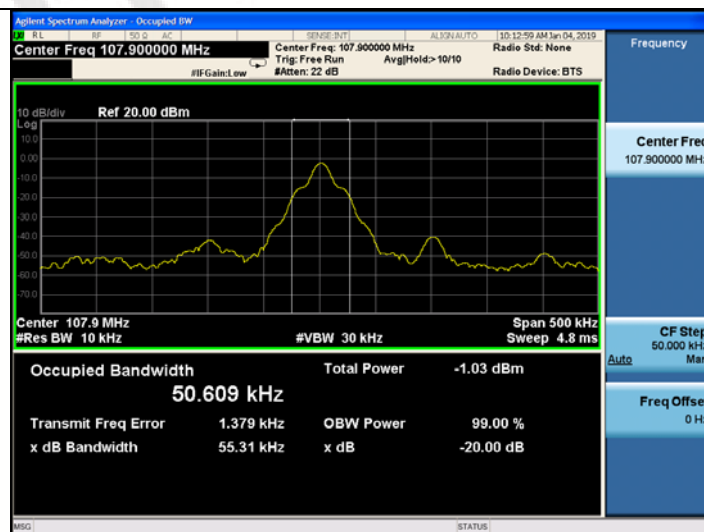 Agilent Spectrum Analyzer - Occupied BW
RL RF 50 Ω AC SENSE:INT ALIGN AUTO 10:12:59 AM Jan 04, 2019
Center Freq 107.900000 MHz
Center Freq: 107.900000 MHz
Radio Std: None
Trig: Free Run Avg|Hold:> 10/10
#IFGain:Low
#Atten: 22 dB
Radio Device: BTS
10 dB/div Ref 20.00 dBm
Log
10.0
0.00
-10.0
-20.0
-30.0
-40.0
-50.0
-60.0
-70.0
Center 107.9 MHz
Span 500 kHz
#Res BW 10 kHz
#VBW 30 kHz
Sweep 4.8 ms
Occupied Bandwidth
50.609 kHz
Total Power -1.03 dBm
Transmit Freq Error 1.379 kHz
OBW Power 99.00 %
x dB Bandwidth 55.31 kHz
x dB -20.00 dB
MSG
STATUS
Frequency
Center Freq
107.900000 MHz
CF Step
50.000 kHz
Auto Man
Freq Offse
0 Hz